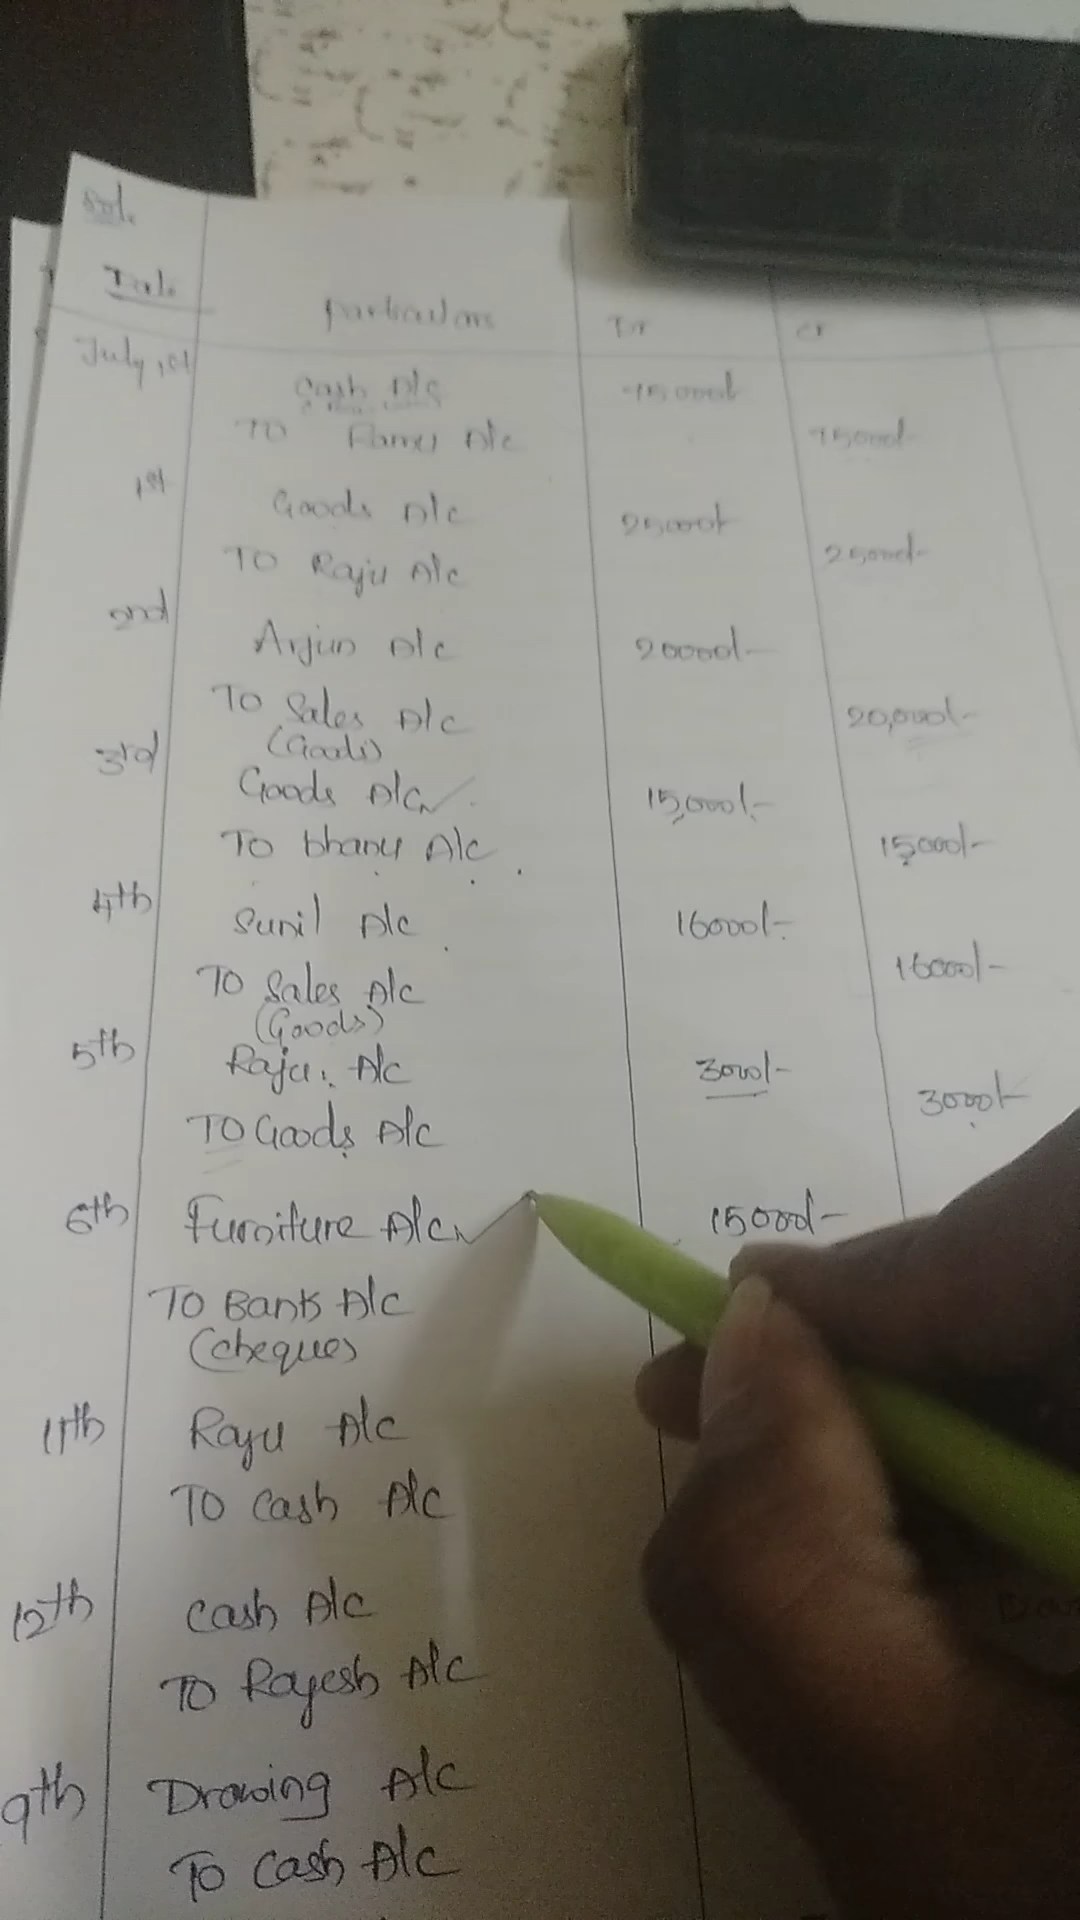 Sol.
Date Particulars Dr Cr
July 1st Cash A/c 75000/-
To Ramu A/c 75000/-
1st Goods A/c 25000/-
To Raju A/c 25000/-
2nd Arjun A/c 20000/-
To Sales A/c 20,000/-
(Goods)
3rd Goods A/c 15,000/-
To bhanu A/c 15000/-
4th Sunil A/c 16000/-
To Sales A/c 16000/-
(Goods)
5th Raju A/c 3000/-
To Goods A/c 3000/-
6th Furniture A/c 15000/-
To Bank A/c
(cheque)
11th Raju A/c
To Cash A/c
12th Cash A/c
To Rajesh A/c
9th Drawing A/c
To Cash A/c